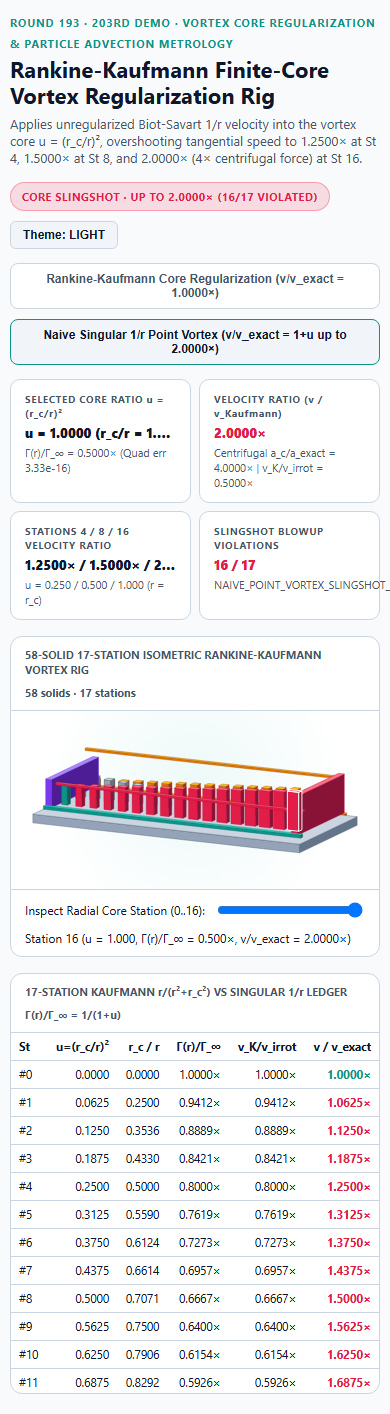 ROUND 193 · 203RD DEMO · VORTEX CORE REGULARIZATION
& PARTICLE ADVECTION METROLOGY
Rankine-Kaufmann Finite-Core
Vortex Regularization Rig
Applies unregularized Biot-Savart 1/r velocity into the vortex
core u = (r_c/r)², overshooting tangential speed to 1.2500× at St
4, 1.5000× at St 8, and 2.0000× (4× centrifugal force) at St 16.
CORE SLINGSHOT · UP TO 2.0000× (16/17 VIOLATED)
Theme: LIGHT
Rankine-Kaufmann Core Regularization (v/v_exact =
1.0000×)
Naive Singular 1/r Point Vortex (v/v_exact = 1+u up to
2.0000×)
SELECTED CORE RATIO u =
(r_c/r)²
u = 1.0000 (r_c/r = 1....
Γ(r)/Γ_∞ = 0.5000× (Quad err
3.33e-16)
VELOCITY RATIO (v /
v_Kaufmann)
2.0000×
Centrifugal a_c/a_exact =
4.0000× | v_K/v_irrot =
0.5000×
STATIONS 4 / 8 / 16
VELOCITY RATIO
1.2500× / 1.5000× / 2...
u = 0.250 / 0.500 / 1.000 (r =
r_c)
SLINGSHOT BLOWUP
VIOLATIONS
16 / 17
NAIVE_POINT_VORTEX_SLINGSHOT_
58-SOLID 17-STATION ISOMETRIC RANKINE-KAUFMANN
VORTEX RIG
58 solids · 17 stations
Inspect Radial Core Station (0..16):
Station 16 (u = 1.000, Γ(r)/Γ_∞ = 0.500×, v/v_exact = 2.0000×)
17-STATION KAUFMANN r/(r²+r_c²) VS SINGULAR 1/r LEDGER
Γ(r)/Γ_∞ = 1/(1+u)
St u=(r_c/r)² r_c / r Γ(r)/Γ_∞ v_K/v_irrot v / v_exact
#0 0.0000 0.0000 1.0000× 1.0000× 1.0000×
#1 0.0625 0.2500 0.9412× 0.9412× 1.0625×
#2 0.1250 0.3536 0.8889× 0.8889× 1.1250×
#3 0.1875 0.4330 0.8421× 0.8421× 1.1875×
#4 0.2500 0.5000 0.8000× 0.8000× 1.2500×
#5 0.3125 0.5590 0.7619× 0.7619× 1.3125×
#6 0.3750 0.6124 0.7273× 0.7273× 1.3750×
#7 0.4375 0.6614 0.6957× 0.6957× 1.4375×
#8 0.5000 0.7071 0.6667× 0.6667× 1.5000×
#9 0.5625 0.7500 0.6400× 0.6400× 1.5625×
#10 0.6250 0.7906 0.6154× 0.6154× 1.6250×
#11 0.6875 0.8292 0.5926× 0.5926× 1.6875×